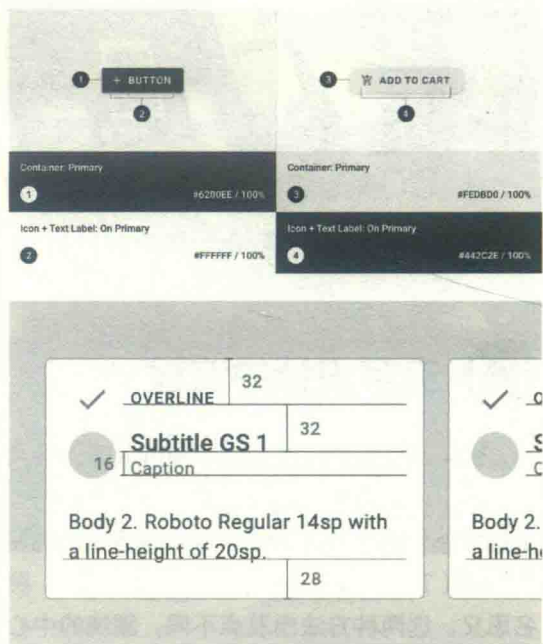 1
+ BUTTON
2
3
ADD TO CART
4
Container: Primary
1
#6200EE / 100%
Icon + Text Label: On Primary
2
#FFFFFF / 100%
Container: Primary
3
#FEDBD0 / 100%
Icon + Text Label: On Primary
4
#442C2E / 100%
OVERLINE
32
Subtitle GS 1
32
16
Caption
Body 2. Roboto Regular 14sp with
a line-height of 20sp.
28
O
S
C
Body 2.
a line-h